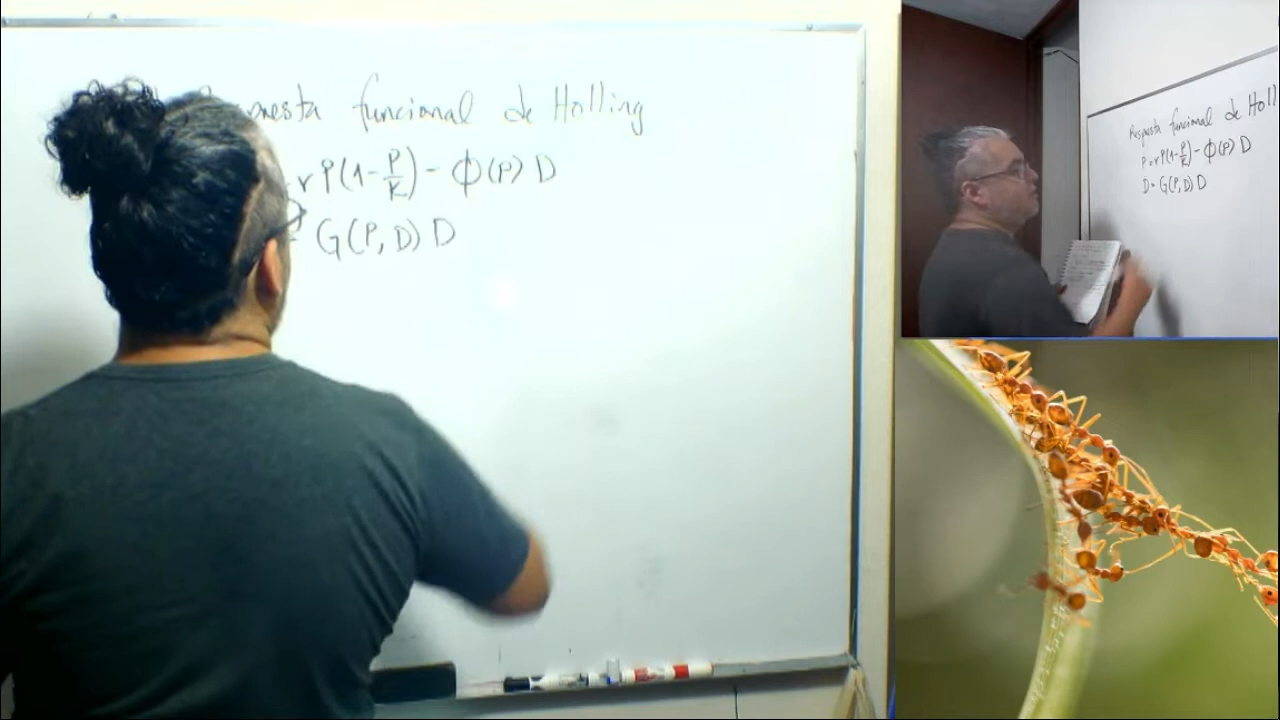 Respuesta funcional de Holling
Ṗ = rP(1-P/K) - Φ(P) D
Ḋ = G(P,D) D